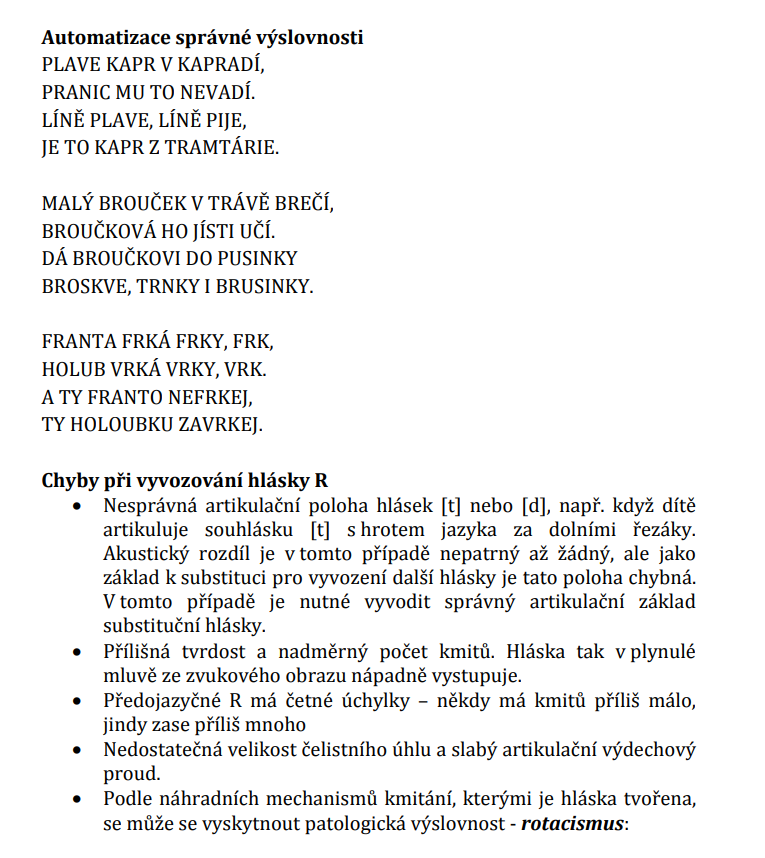 Automatizace správné výslovnosti
PLAVE KAPR V KAPRADÍ,
PRANIC MU TO NEVADÍ.
LÍNĚ PLAVE, LÍNĚ PIJE,
JE TO KAPR Z TRAMTÁRIE.

MALÝ BROUČEK V TRÁVĚ BREČÍ,
BROUČKOVÁ HO JÍSTI UČÍ.
DÁ BROUČKOVI DO PUSINKY
BROSKVE, TRNKY I BRUSINKY.

FRANTA FRKÁ FRKY, FRK,
HOLUB VRKÁ VRKY, VRK.
A TY FRANTO NEFRKEJ,
TY HOLOUBKU ZAVRKEJ.

Chyby při vyvozování hlásky R
• Nesprávná artikulační poloha hlásek [t] nebo [d], např. když dítě
artikuluje souhlásku [t] s hrotem jazyka za dolními řezáky.
Akustický rozdíl je v tomto případě nepatrný až žádný, ale jako
základ k substituci pro vyvození další hlásky je tato poloha chybná.
V tomto případě je nutné vyvodit správný artikulační základ
substituční hlásky.
• Přílišná tvrdost a nadměrný počet kmitů. Hláska tak v plynulé
mluvě ze zvukového obrazu nápadně vystupuje.
• Předojazyčné R má četné úchylky – někdy má kmitů příliš málo,
jindy zase příliš mnoho
• Nedostatečná velikost čelistního úhlu a slabý artikulační výdechový
proud.
• Podle náhradních mechanismů kmitání, kterými je hláska tvořena,
se může se vyskytnout patologická výslovnost - rotacismus: